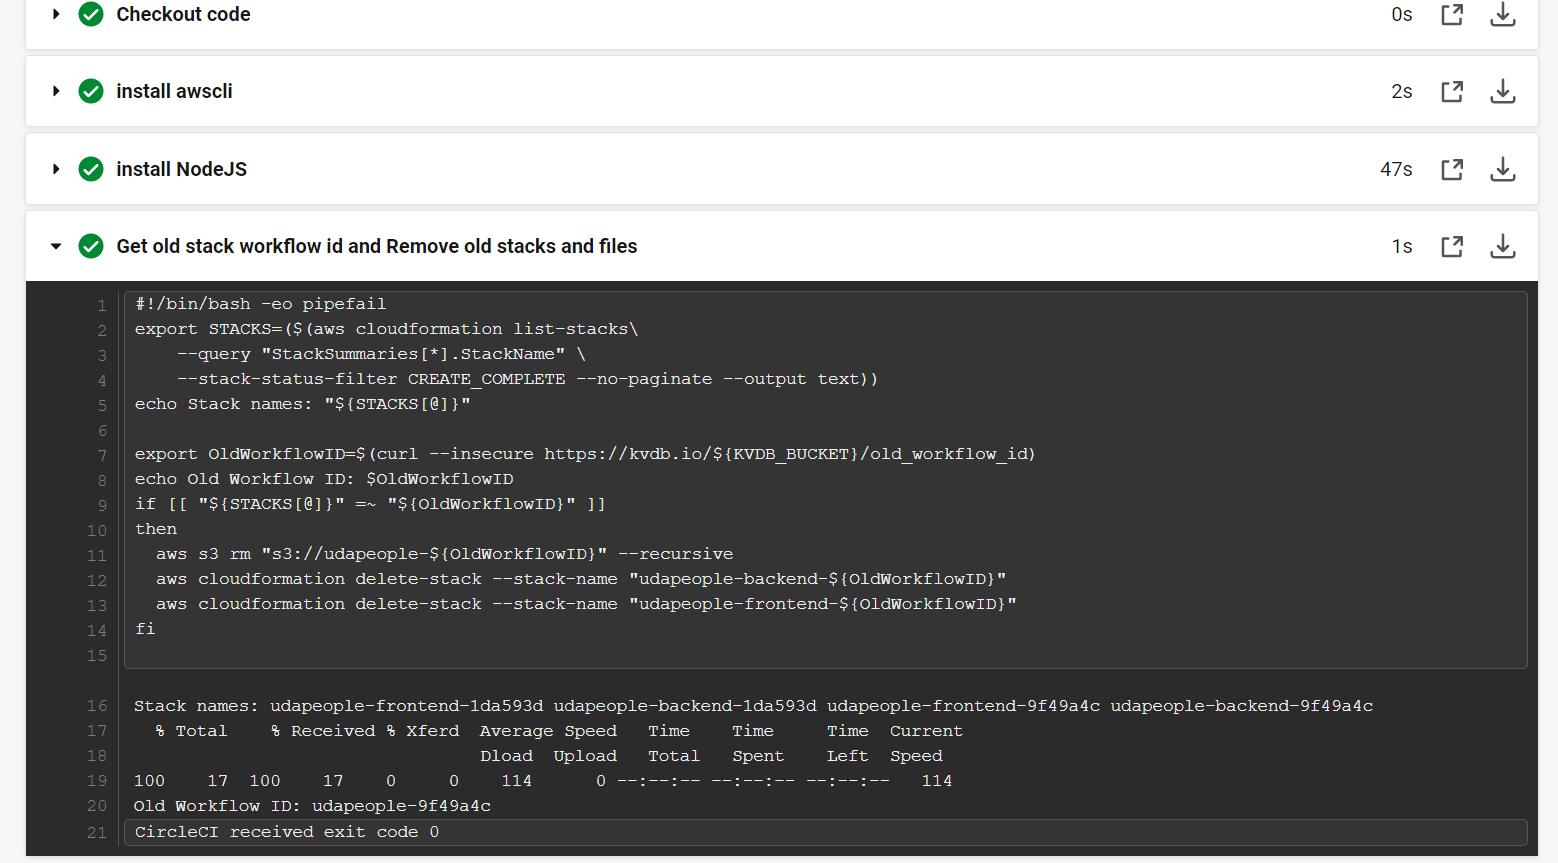 Checkout code 0s
install awscli 2s
install NodeJS 47s
Get old stack workflow id and Remove old stacks and files 1s
1 #!/bin/bash -eo pipefail
2 export STACKS=($(aws cloudformation list-stacks\
3     --query "StackSummaries[*].StackName" \
4     --stack-status-filter CREATE_COMPLETE --no-paginate --output text))
5 echo Stack names: "${STACKS[@]}"
6
7 export OldWorkflowID=$(curl --insecure https://kvdb.io/${KVDB_BUCKET}/old_workflow_id)
8 echo Old Workflow ID: $OldWorkflowID
9 if [[ "${STACKS[@]}" =~ "${OldWorkflowID}" ]]
10 then
11   aws s3 rm "s3://udapeople-${OldWorkflowID}" --recursive
12   aws cloudformation delete-stack --stack-name "udapeople-backend-${OldWorkflowID}"
13   aws cloudformation delete-stack --stack-name "udapeople-frontend-${OldWorkflowID}"
14 fi
15
16 Stack names: udapeople-frontend-1da593d udapeople-backend-1da593d udapeople-frontend-9f49a4c udapeople-backend-9f49a4c
17   % Total    % Received % Xferd  Average Speed   Time    Time     Time  Current
18                                  Dload  Upload   Total   Spent    Left  Speed
19 100    17  100    17    0     0    114      0 --:--:-- --:--:-- --:--:--   114
20 Old Workflow ID: udapeople-9f49a4c
21 CircleCI received exit code 0